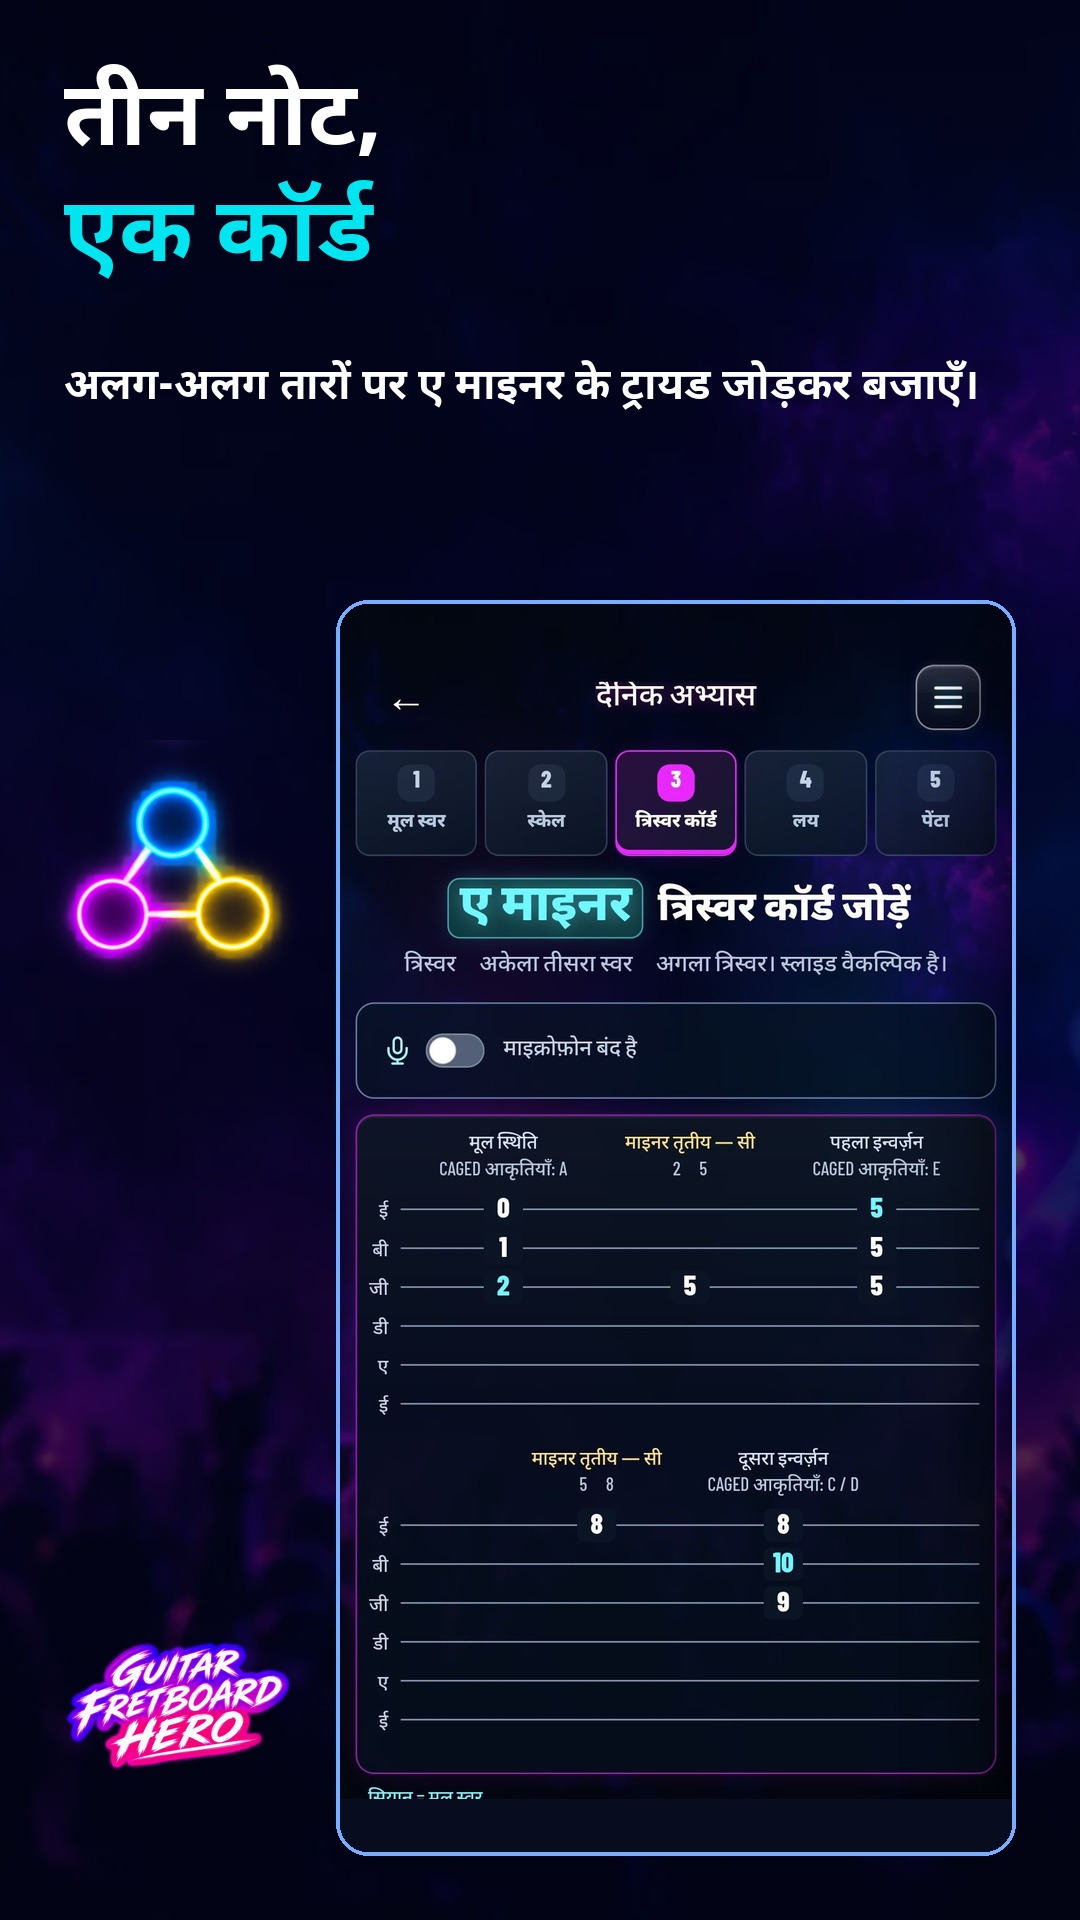 तीन नोट,
एक कॉर्ड
अलग-अलग तारों पर ए माइनर के ट्रायड जोड़कर बजाएँ।
←
दैनिक अभ्यास
1 2 3 4 5
मूल स्वर स्केल त्रिस्वर कॉर्ड लय पेंटा
ए माइनर त्रिस्वर कॉर्ड जोड़ें
त्रिस्वर अकेला तीसरा स्वर अगला त्रिस्वर। स्लाइड वैकल्पिक है।
माइक्रोफ़ोन बंद है
मूल स्थिति माइनर तृतीय — सी पहला इन्वर्ज़न
CAGED आकृतियाँ: A 2 5 CAGED आकृतियाँ: E
ई 0 5
बी 1 5
जी 2 5 5
डी
ए
ई
माइनर तृतीय — सी दूसरा इन्वर्ज़न
5 8 CAGED आकृतियाँ: C / D
ई 8 8
बी 10
जी 9
डी
ए
ई
सियान = मूल स्वर
GUITAR
FRETBOARD
HERO